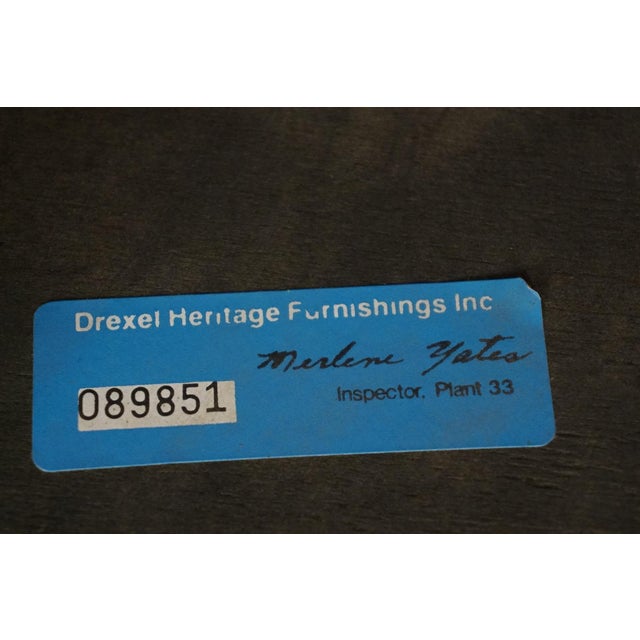 Drexel Heritage Furnishings Inc
Merlene Yates
089851
Inspector, Plant 33